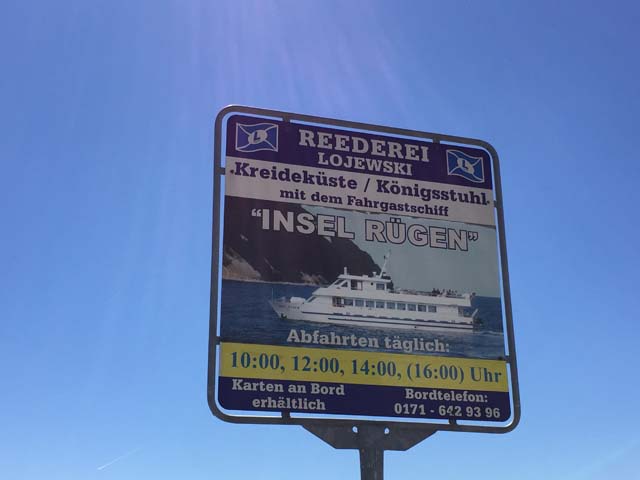 REEDEREI
LOJEWSKI
Kreideküste / Königsstuhl
mit dem Fahrgastschiff
"INSEL RÜGEN"
Abfahrten täglich:
10:00, 12:00, 14:00, (16:00) Uhr
Karten an Bord
erhältlich
Bordtelefon:
0171 - 642 93 96